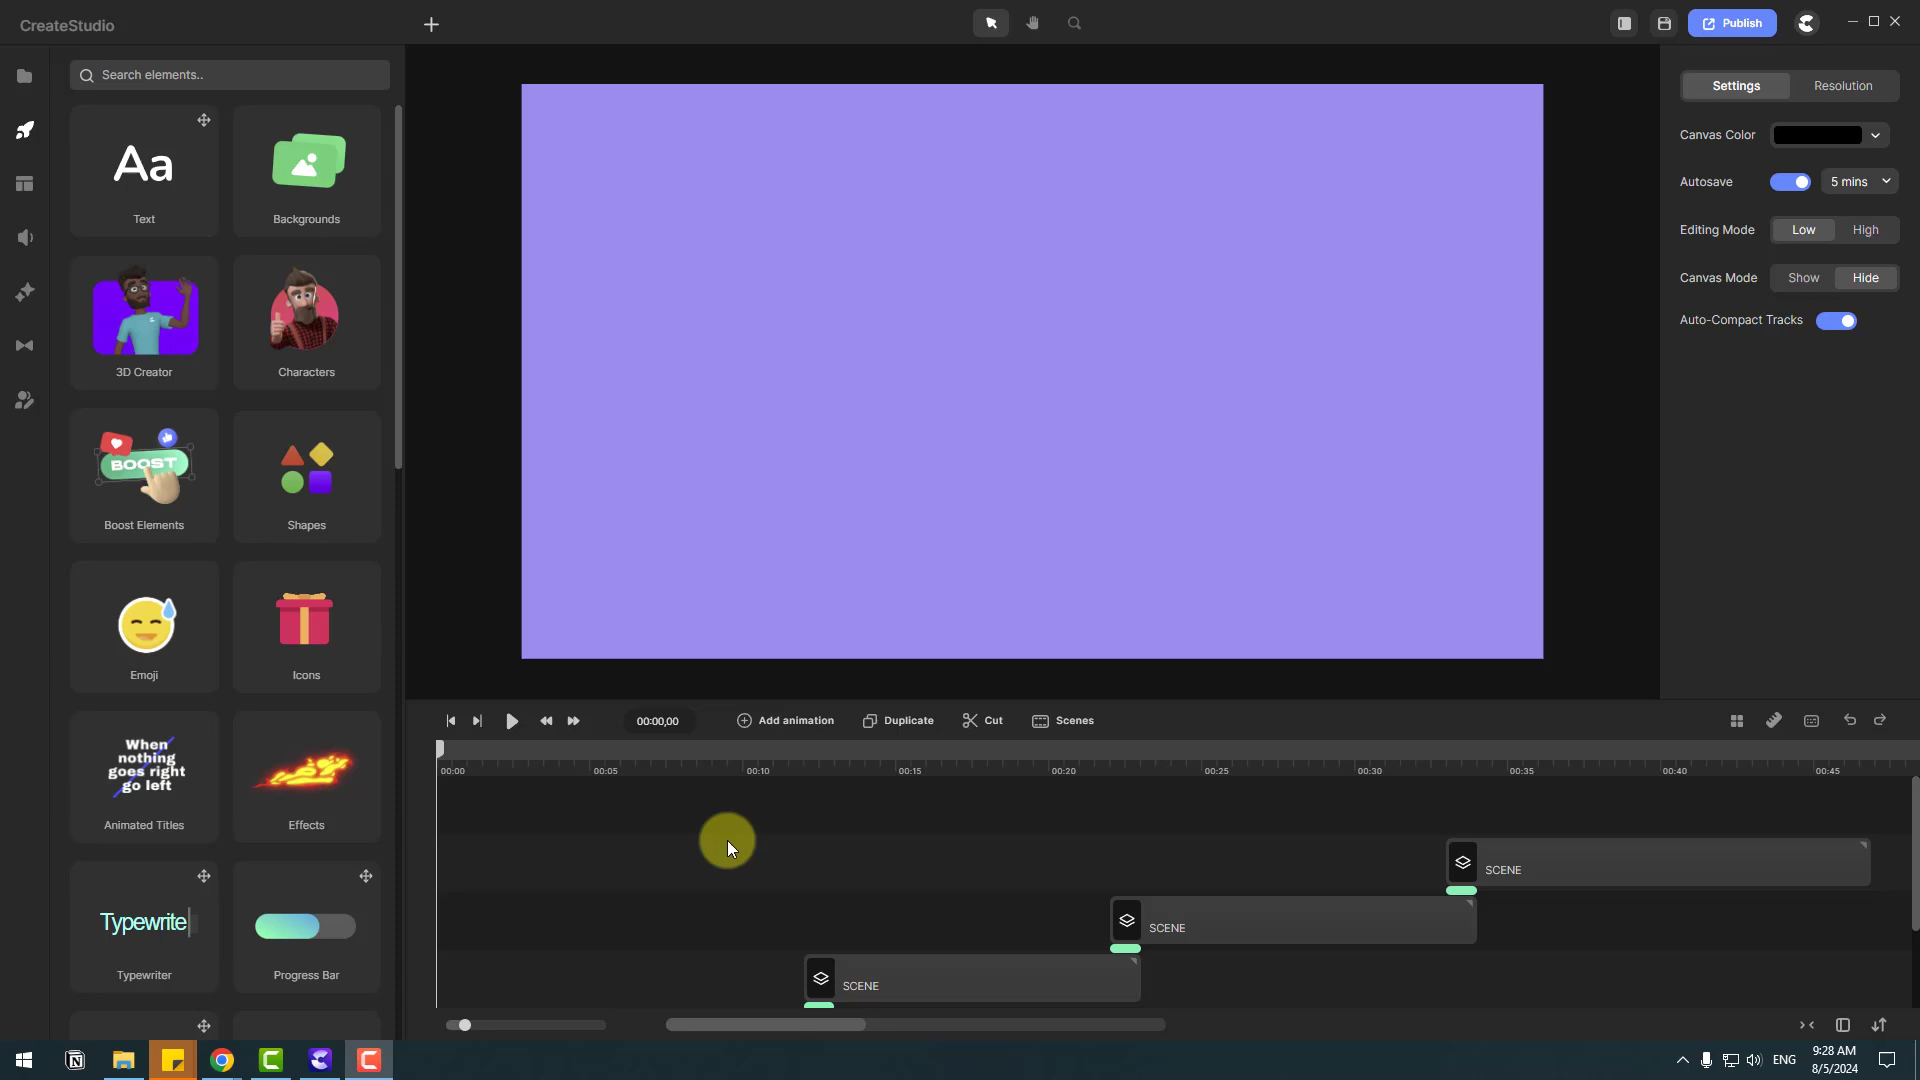 CreateStudio
Publish
Search elements..
Aa
Text
Backgrounds
3D Creator
Characters
BOOST
Boost Elements
Shapes
Emoji
Icons
When
nothing
goes right
go left
Animated Titles
Effects
Typewrite
Typewriter
Progress Bar
Settings
Resolution
Canvas Color
Autosave
5 mins
Editing Mode
Low
High
Canvas Mode
Show
Hide
Auto-Compact Tracks
00:00,00
Add animation
Duplicate
Cut
Scenes
00:00
00:05
00:10
00:15
00:20
00:25
00:30
00:35
00:40
00:45
SCENE
SCENE
SCENE
ENG
9:28 AM
8/5/2024